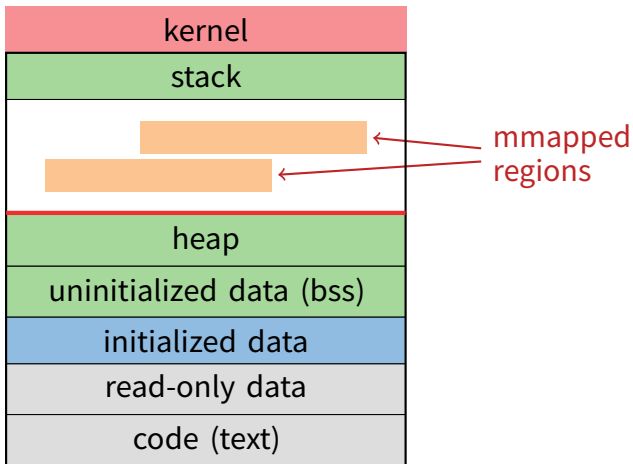 kernel
stack
mmapped
regions
heap
uninitialized data (bss)
initialized data
read-only data
code (text)